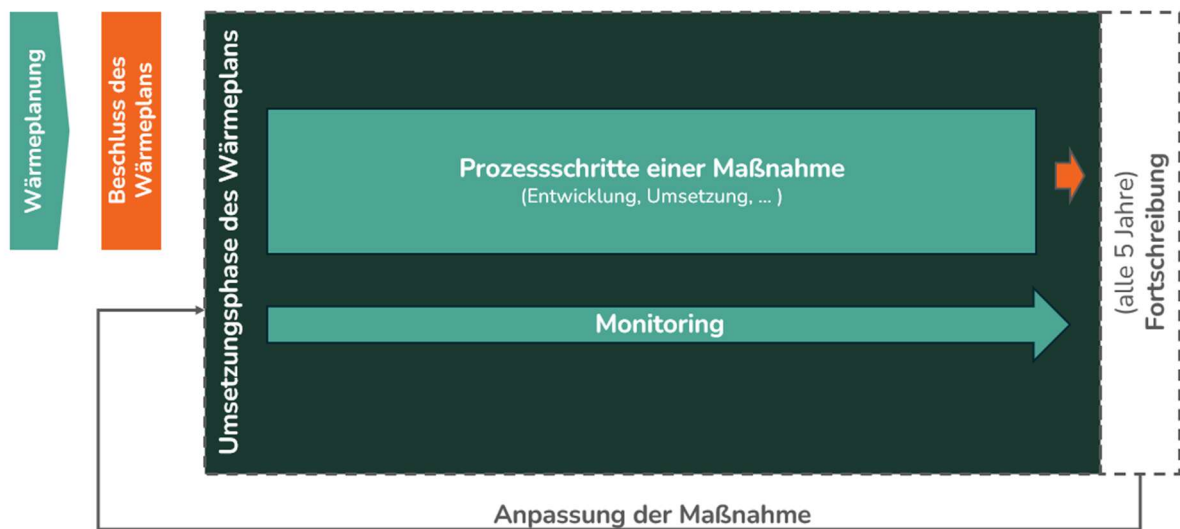 Wärmeplanung
Beschluss des
Wärmeplans
Umsetzungsphase des Wärmeplans
Prozessschritte einer Maßnahme
(Entwicklung, Umsetzung, ... )
Monitoring
(alle 5 Jahre)
Fortschreibung
Anpassung der Maßnahme